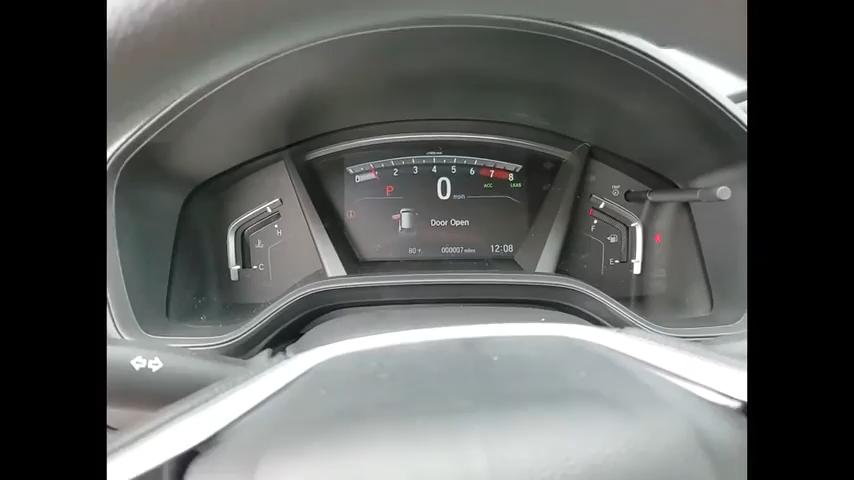 0 1 2 3 4 5 6 7 8
P
0
mph
ACC
LKAS
Door Open
80°F
000007 miles
12:08
H
C
F
E